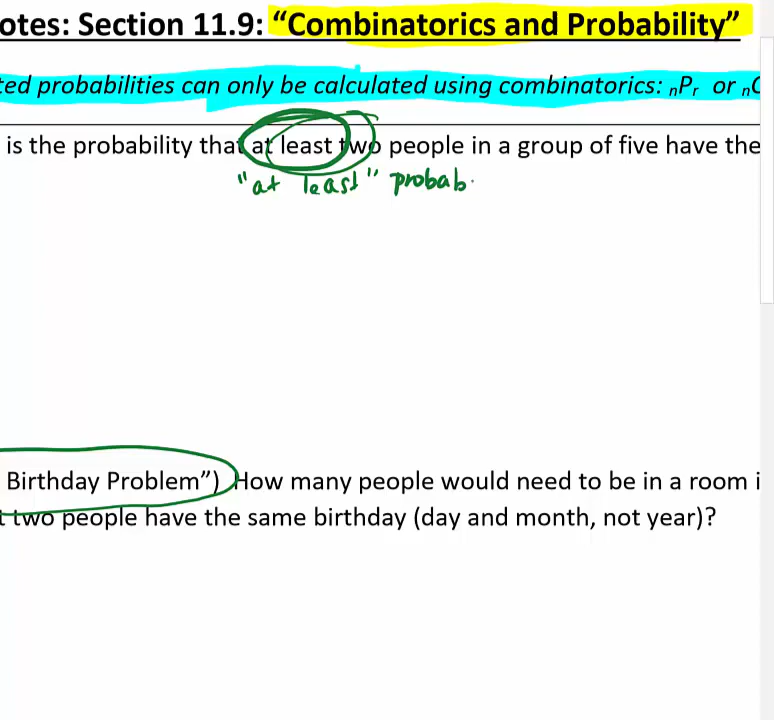 otes: Section 11.9: “Combinatorics and Probability”
ted probabilities can only be calculated using combinatorics: nPr or nC
is the probability that at least two people in a group of five have the
"at least" probab.
Birthday Problem”) How many people would need to be in a room i
t two people have the same birthday (day and month, not year)?